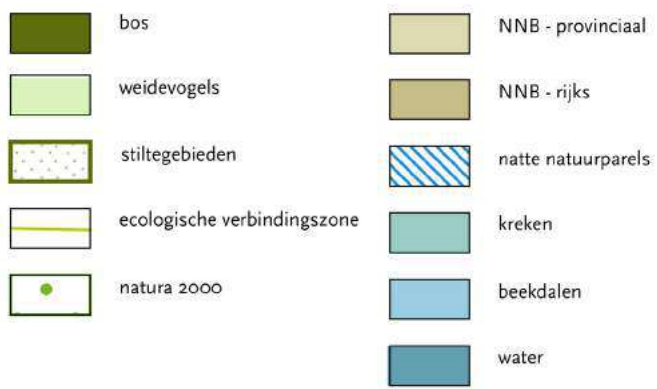 bos
weidevogels
stiltegebieden
ecologische verbindingszone
natura 2000
NNB - provinciaal
NNB - rijks
natte natuurparels
kreken
beekdalen
water